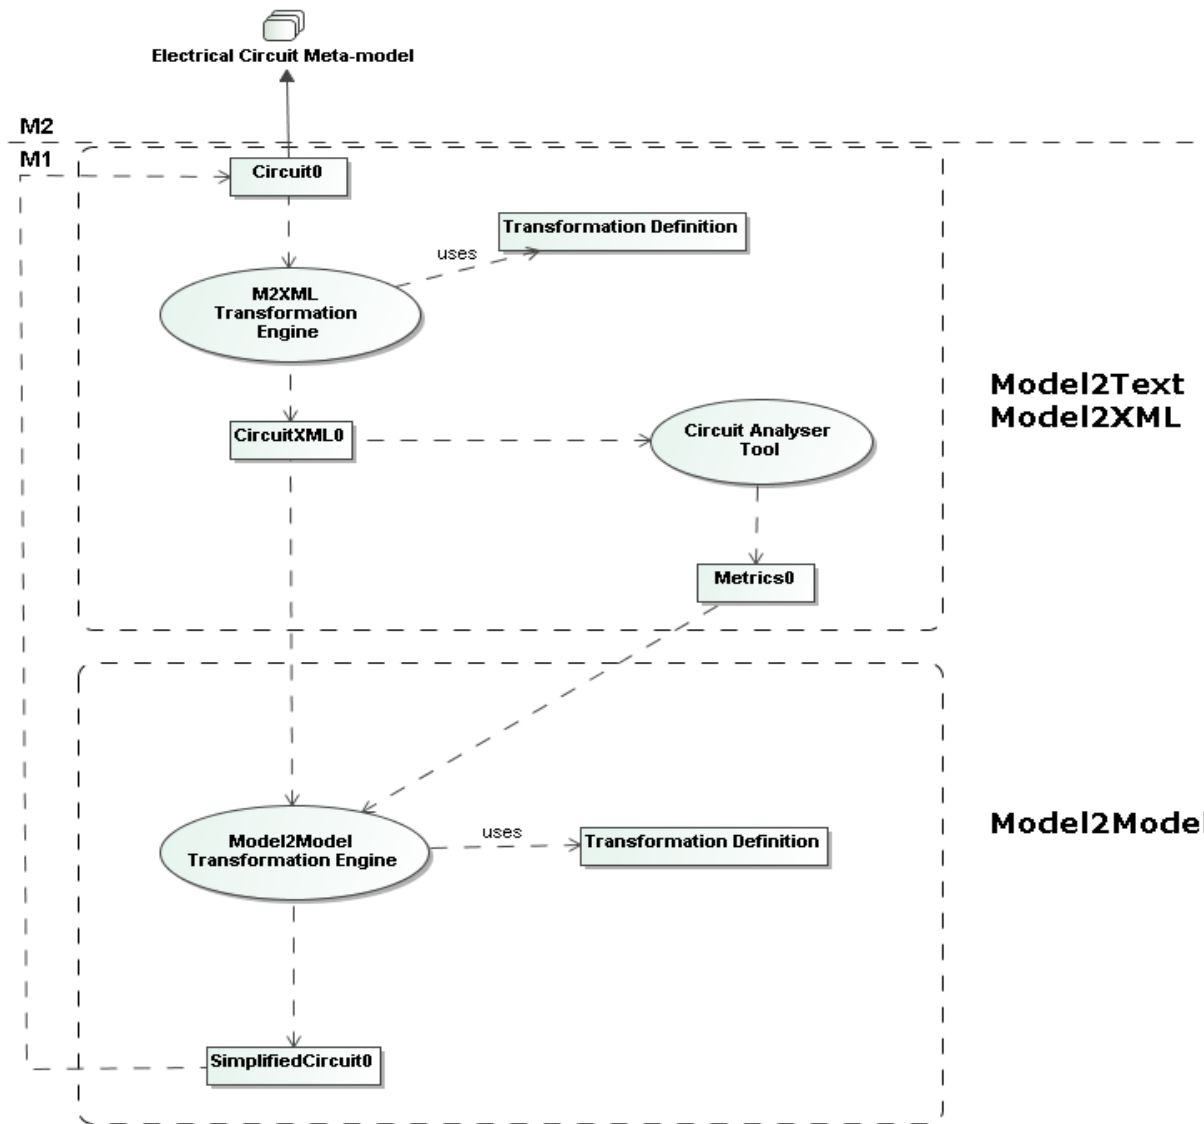 Electrical Circuit Meta-model
M2
M1
Circuit0
Transformation Definition
uses
M2XML
Transformation
Engine
Model2Text
Model2XML
CircuitXML0
Circuit Analyser
Tool
Metrics0
Model2Model
Transformation Engine
uses
Transformation Definition
Model2Model
SimplifiedCircuit0